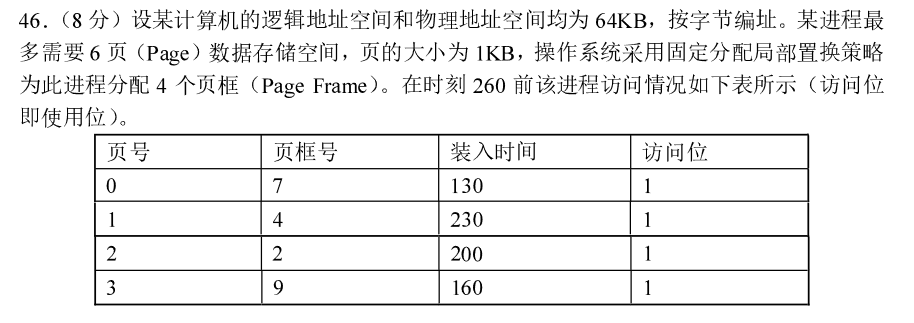 46.（8 分）设某计算机的逻辑地址空间和物理地址空间均为 64KB，按字节编址。某进程最
多需要 6 页（Page）数据存储空间，页的大小为 1KB，操作系统采用固定分配局部置换策略
为此进程分配 4 个页框（Page Frame）。在时刻 260 前该进程访问情况如下表所示（访问位
即使用位）。
页号 页框号 装入时间 访问位
0 7 130 1
1 4 230 1
2 2 200 1
3 9 160 1